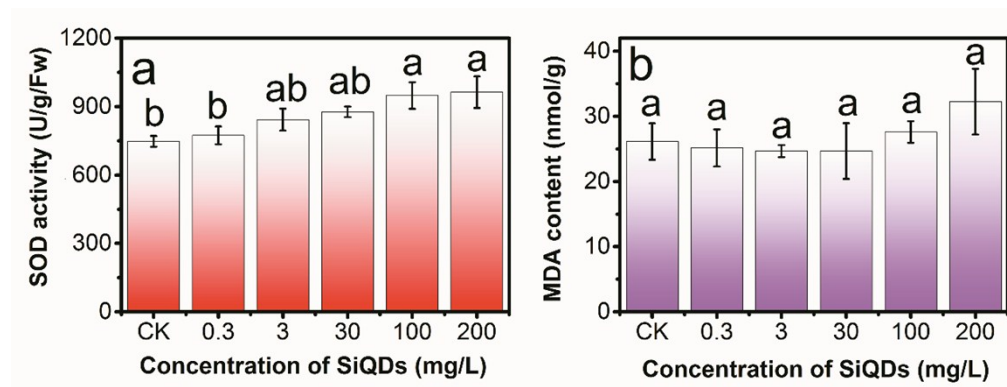 a
SOD activity (U/g/Fw)
1200
900
600
300
0
b b ab ab a a
CK 0.3 3 30 100 200
Concentration of SiQDs (mg/L)
b
MDA content (nmol/g)
40
30
20
10
0
a a a a a a
CK 0.3 3 30 100 200
Concentration of SiQDs (mg/L)